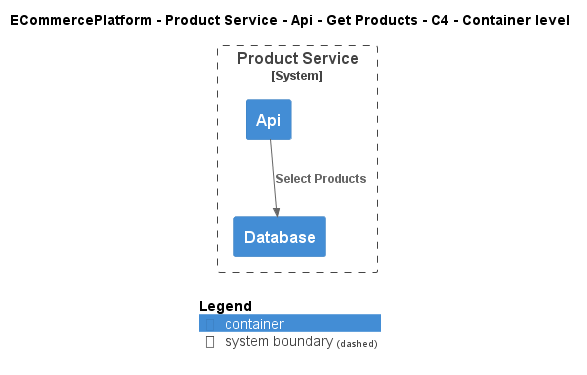 ECommercePlatform - Product Service - Api - Get Products - C4 - Container level
Product Service
[System]
Api
Select Products
Database
Legend
container
system boundary (dashed)